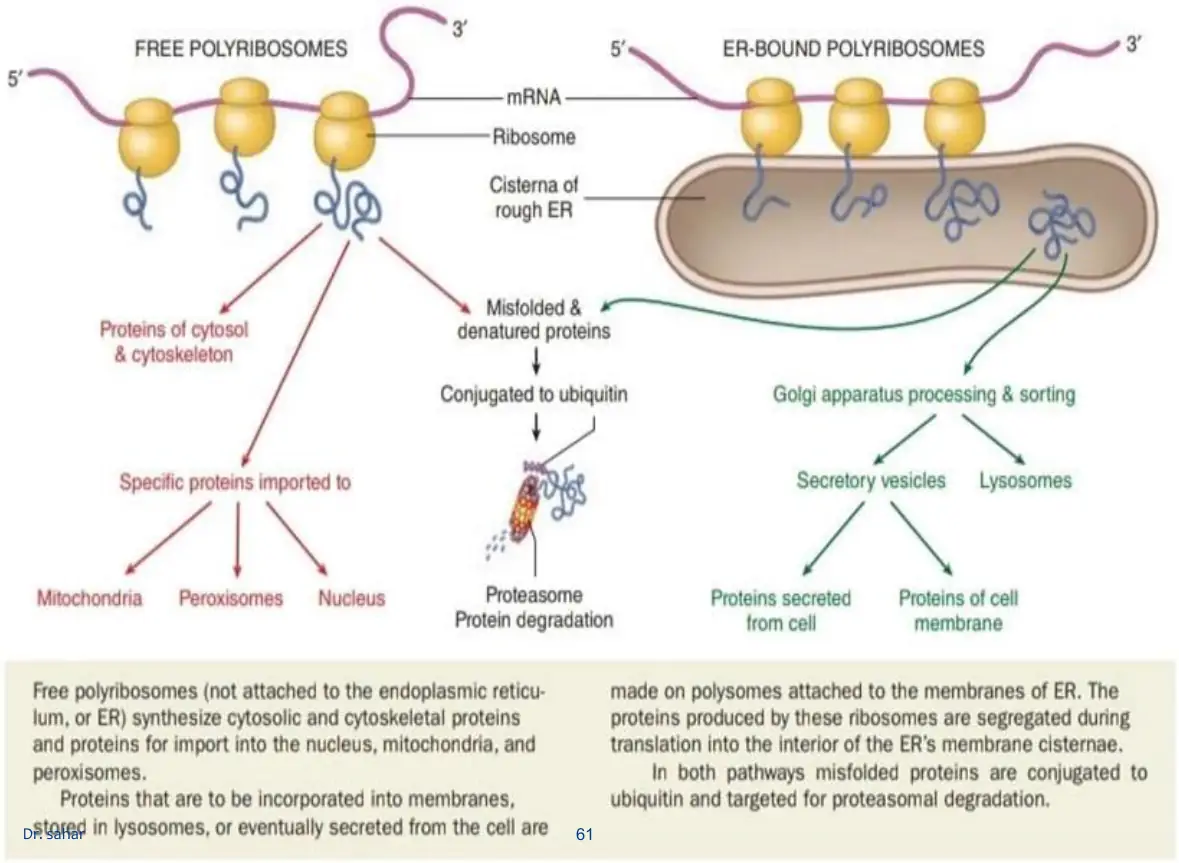 FREE POLYRIBOSOMES
3′
5′
ER-BOUND POLYRIBOSOMES
5′
3′
mRNA
Ribosome
Cisterna of
rough ER
Proteins of cytosol
& cytoskeleton
Misfolded &
denatured proteins
Conjugated to ubiquitin
Golgi apparatus processing & sorting
Specific proteins imported to
Secretory vesicles
Lysosomes
Mitochondria
Peroxisomes
Nucleus
Proteasome
Protein degradation
Proteins secreted
from cell
Proteins of cell
membrane
Free polyribosomes (not attached to the endoplasmic reticu-
lum, or ER) synthesize cytosolic and cytoskeletal proteins
and proteins for import into the nucleus, mitochondria, and
peroxisomes.
Proteins that are to be incorporated into membranes,
stored in lysosomes, or eventually secreted from the cell are
made on polysomes attached to the membranes of ER. The
proteins produced by these ribosomes are segregated during
translation into the interior of the ER's membrane cisternae.
In both pathways misfolded proteins are conjugated to
ubiquitin and targeted for proteasomal degradation.
Dr. sahar
61